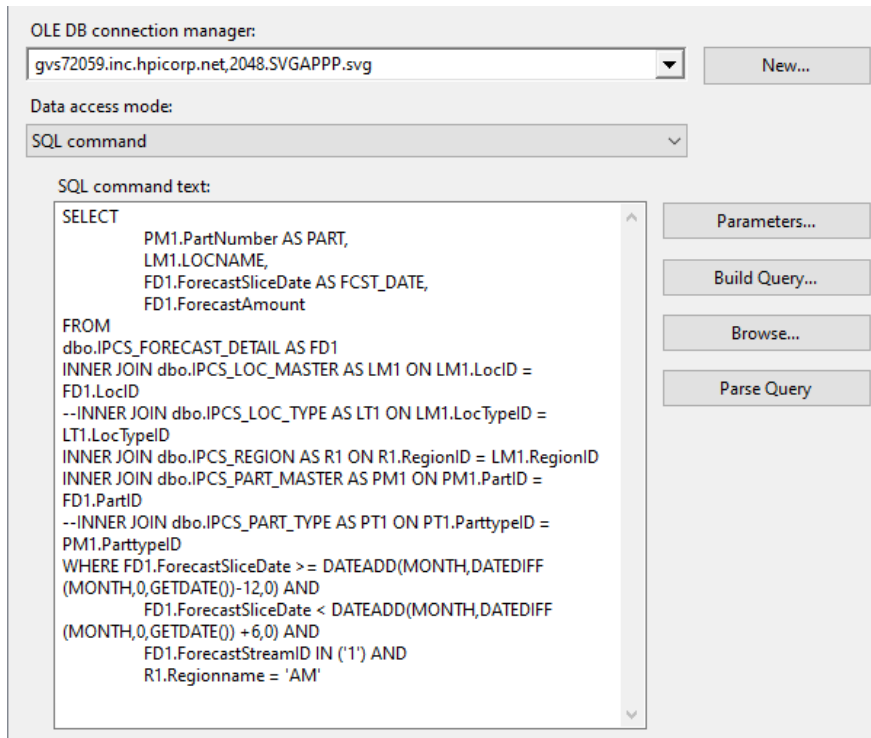 OLE DB connection manager:
gvs72059.inc.hpicorp.net,2048.SVGAPPP.svg
New...
Data access mode:
SQL command
SQL command text:
SELECT
PM1.PartNumber AS PART,
LM1.LOCNAME,
FD1.ForecastSliceDate AS FCST_DATE,
FD1.ForecastAmount
FROM
dbo.IPCS_FORECAST_DETAIL AS FD1
INNER JOIN dbo.IPCS_LOC_MASTER AS LM1 ON LM1.LocID =
FD1.LocID
--INNER JOIN dbo.IPCS_LOC_TYPE AS LT1 ON LM1.LocTypeID =
LT1.LocTypeID
INNER JOIN dbo.IPCS_REGION AS R1 ON R1.RegionID = LM1.RegionID
INNER JOIN dbo.IPCS_PART_MASTER AS PM1 ON PM1.PartID =
FD1.PartID
--INNER JOIN dbo.IPCS_PART_TYPE AS PT1 ON PT1.ParttypeID =
PM1.ParttypeID
WHERE FD1.ForecastSliceDate >= DATEADD(MONTH,DATEDIFF
(MONTH,0,GETDATE())-12,0) AND
FD1.ForecastSliceDate < DATEADD(MONTH,DATEDIFF
(MONTH,0,GETDATE()) +6,0) AND
FD1.ForecastStreamID IN ('1') AND
R1.Regionname = 'AM'
Parameters...
Build Query...
Browse...
Parse Query